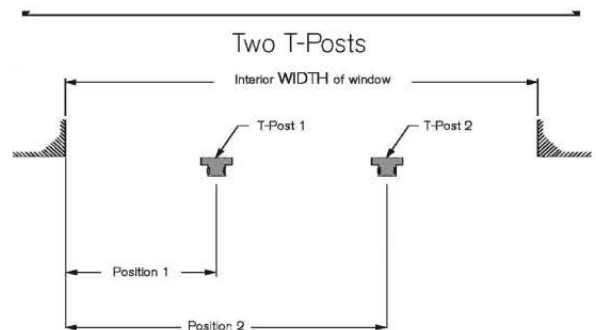 Two T-Posts
Interior WIDTH of window
T-Post 1
T-Post 2
Position 1
Position 2